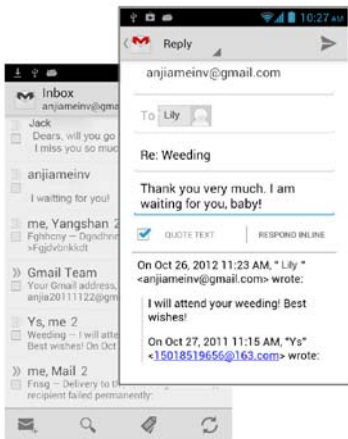 Inbox
anjiameinv@gma
Jack
Dears, will you go
I miss you so muc
anjiameinv
I waitting for you!
me, Yangshan 2
Fghhcny – Dgndhnn
>Fgjdvbnkkdt
Gmail Team
Your Gmail address,
anjia20111122@gm
Ys, me 2
Weeding – I will atte
Best wishes! On Oct
me, Mail 2
Fnsg – Delivery to th
recipient failed permanently:
10:27 AM
Reply
anjiameinv@gmail.com
To Lily
Re: Weeding
Thank you very much. I am
waiting for you, baby!
QUOTE TEXT RESPOND INLINE
On Oct 26, 2012 11:23 AM, " Lily "
<anjiameinv@gmail.com> wrote:
I will attend your weeding! Best
wishes!
On Oct 27, 2011 11:15 AM, "Ys"
<15018519656@163.com> wrote: